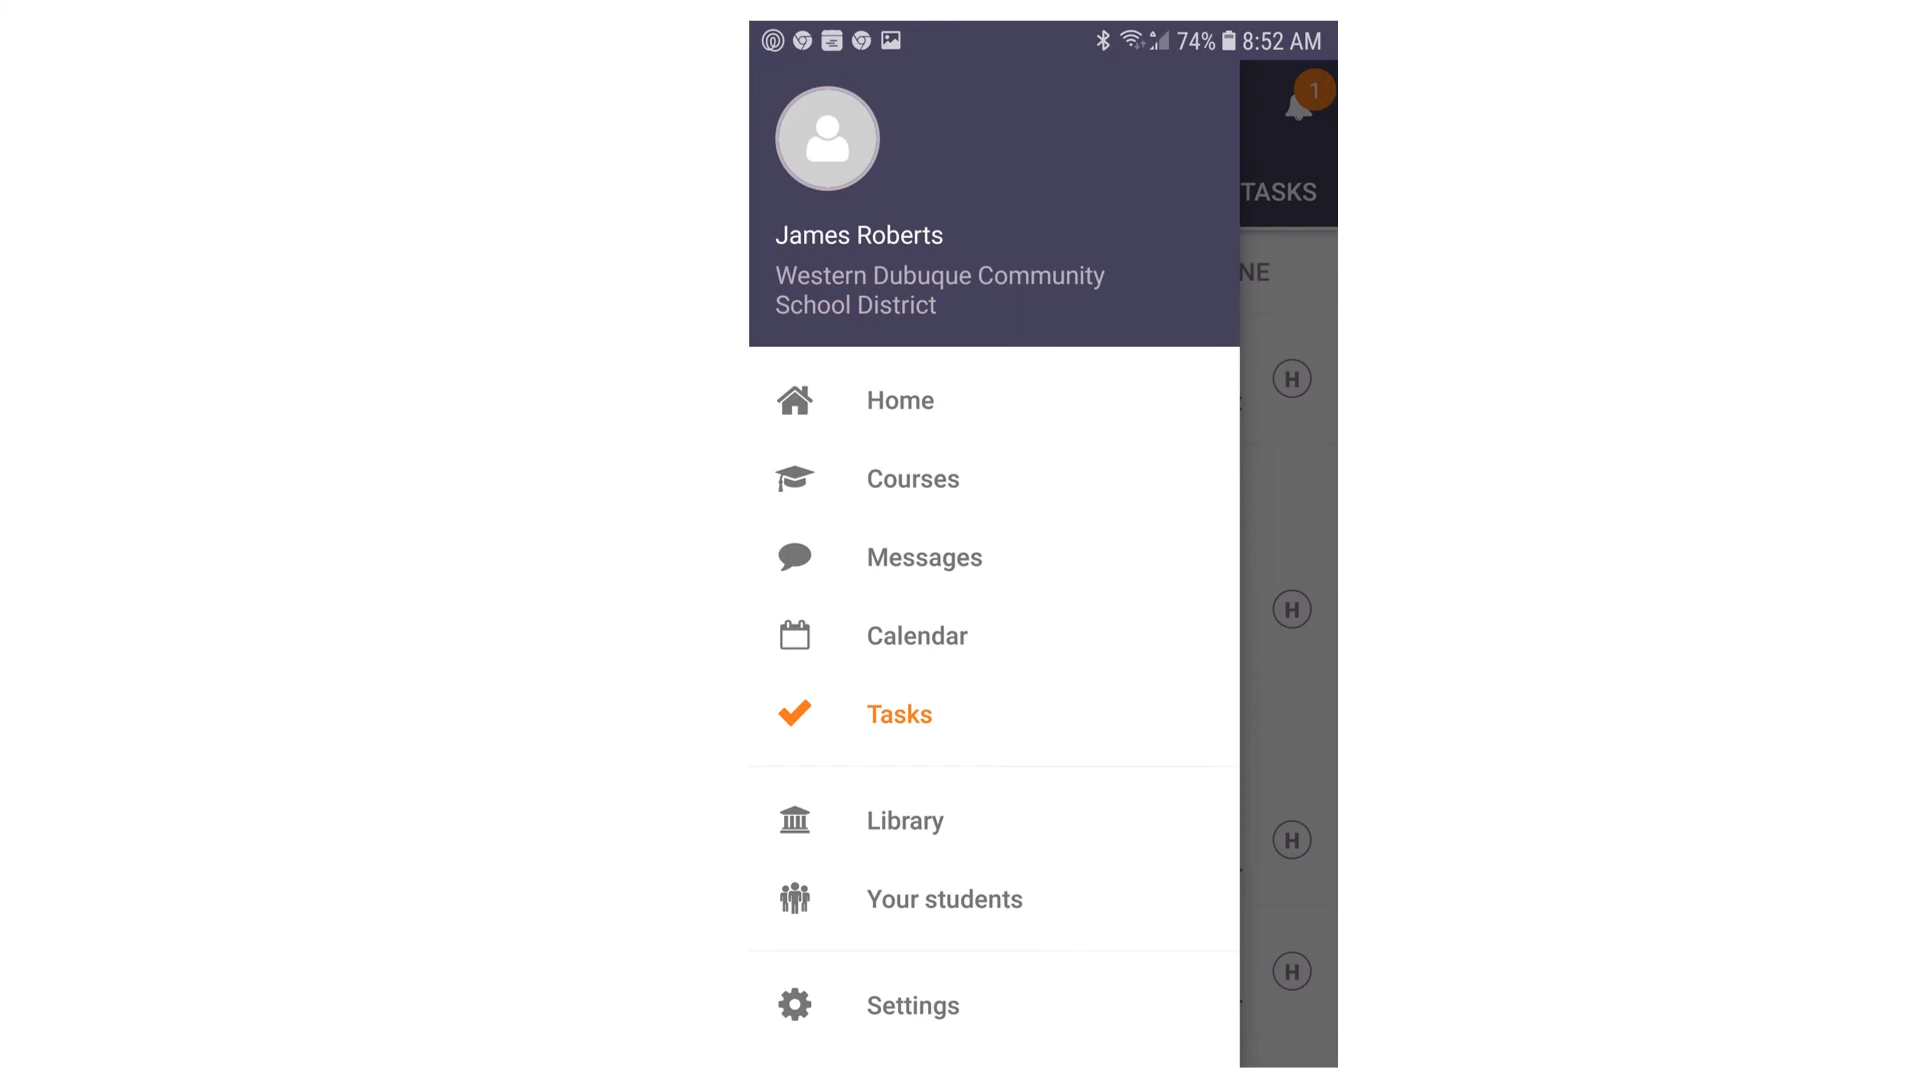 74% 8:52 AM
1
TASKS
James Roberts
Western Dubuque Community
School District
NE
Home
H
Courses
Messages
Calendar
H
Tasks
Library
H
Your students
H
Settings